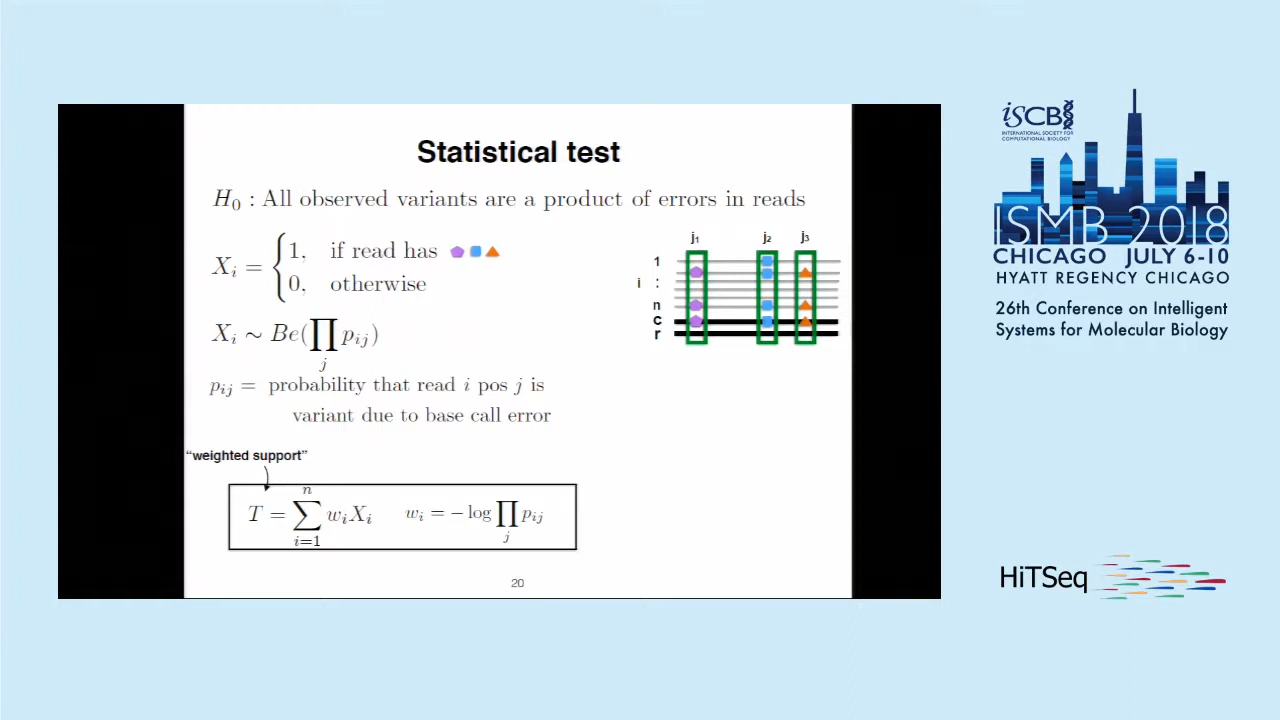 Statistical test
H₀ : All observed variants are a product of errors in reads
Xᵢ = { 1, if read has
0, otherwise
Xᵢ ∼ Be(∏ⱼ pᵢⱼ)
pᵢⱼ = probability that read i pos j is
variant due to base call error
“weighted support”
T = ∑ᵢ₌₁ⁿ wᵢXᵢ wᵢ = − log ∏ⱼ pᵢⱼ
20
j₁ j₂ j₃
1
i :
n
c
r
iSCB
INTERNATIONAL SOCIETY FOR
COMPUTATIONAL BIOLOGY
ISMB 2018
CHICAGO JULY 6-10
HYATT REGENCY CHICAGO
26th Conference on Intelligent
Systems for Molecular Biology
HiTSeq